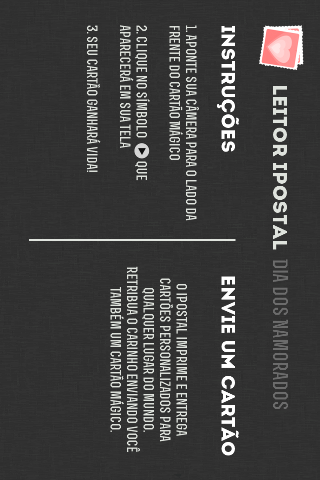 LEITOR IPOSTAL DIA DOS NAMORADOS
INSTRUÇÕES
1. APONTE SUA CÂMERA PARA O LADO DA
FRENTE DO CARTÃO MÁGICO
2. CLIQUE NO SÍMBOLO QUE
APARECERÁ EM SUA TELA
3. SEU CARTÃO GANHARÁ VIDA!
ENVIE UM CARTÃO
O IPOSTAL IMPRIME E ENTREGA
CARTÕES PERSONALIZADOS PARA
QUALQUER LUGAR DO MUNDO.
RETRIBUA O CARINHO ENVIANDO VOCÊ
TAMBÉM UM CARTÃO MÁGICO.